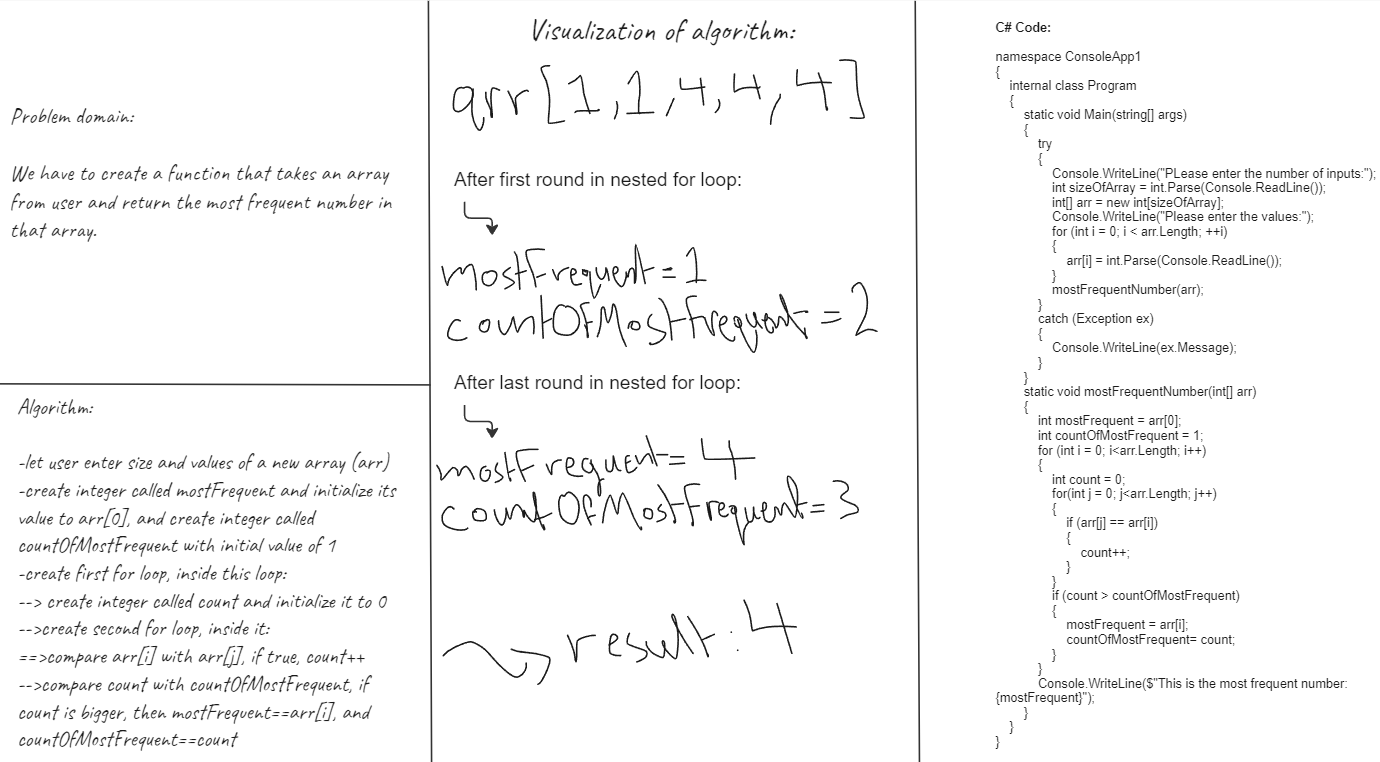 Problem domain:
We have to create a function that takes an array
from user and return the most frequent number in
that array.
Algorithm:
-let user enter size and values of a new array (arr)
-create integer called mostFrequent and initialize its
value to arr[0], and create integer called
countOfMostFrequent with initial value of 1
-create first for loop, inside this loop:
--> create integer called count and initialize it to 0
-->create second for loop, inside it:
==>compare arr[i] with arr[j], if true, count++
-->compare count with countOfMostFrequent, if
count is bigger, then mostFrequent==arr[i], and
countOfMostFrequent==count
Visualization of algorithm:
arr[1,1,4,4,4]
After first round in nested for loop:
mostFrequent=1
countOfMostFrequent=2
After last round in nested for loop:
mostFrequent=4
countOfMostFrequent=3
result:4
C# Code:
namespace ConsoleApp1
{
internal class Program
{
static void Main(string[] args)
{
try
{
Console.WriteLine("PLease enter the number of inputs:");
int sizeOfArray = int.Parse(Console.ReadLine());
int[] arr = new int[sizeOfArray];
Console.WriteLine("Please enter the values:");
for (int i = 0; i < arr.Length; ++i)
{
arr[i] = int.Parse(Console.ReadLine());
}
mostFrequentNumber(arr);
}
catch (Exception ex)
{
Console.WriteLine(ex.Message);
}
}
static void mostFrequentNumber(int[] arr)
{
int mostFrequent = arr[0];
int countOfMostFrequent = 1;
for (int i = 0; i<arr.Length; i++)
{
int count = 0;
for(int j = 0; j<arr.Length; j++)
{
if (arr[j] == arr[i])
{
count++;
}
}
if (count > countOfMostFrequent)
{
mostFrequent = arr[i];
countOfMostFrequent= count;
}
}
Console.WriteLine($"This is the most frequent number:
{mostFrequent}");
}
}
}